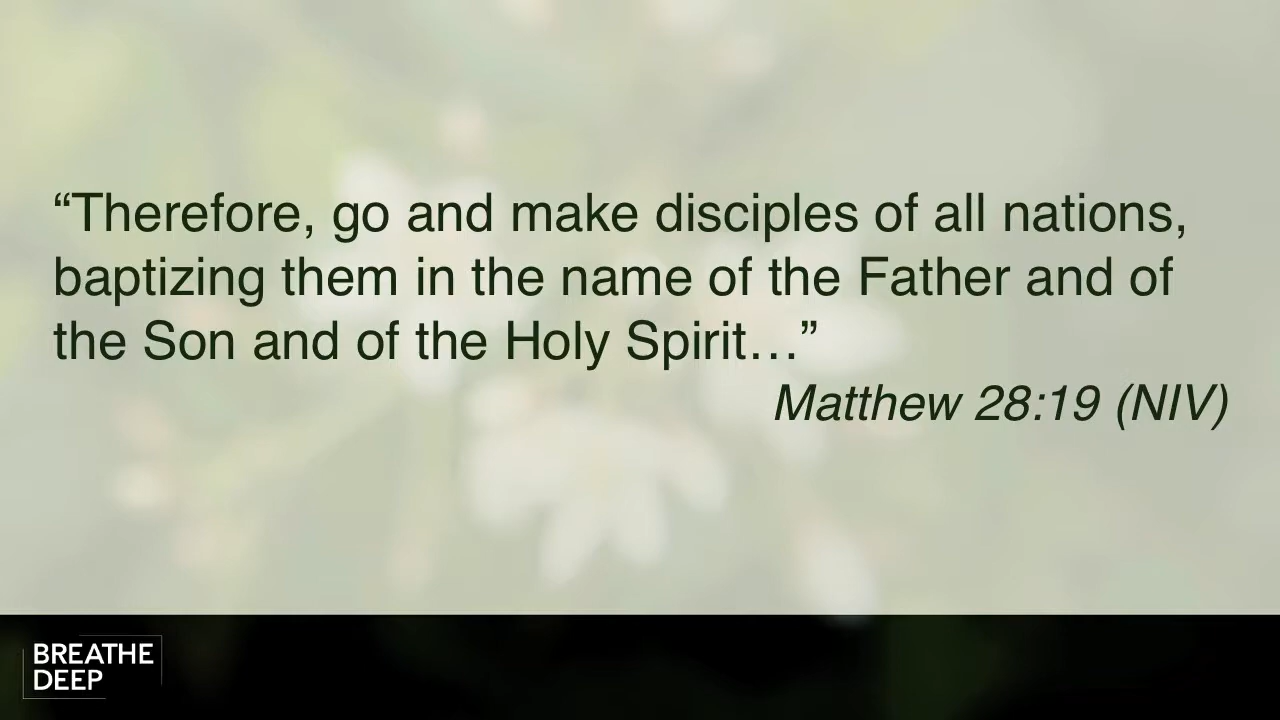 “Therefore, go and make disciples of all nations,
baptizing them in the name of the Father and of
the Son and of the Holy Spirit…”
Matthew 28:19 (NIV)
BREATHE
DEEP